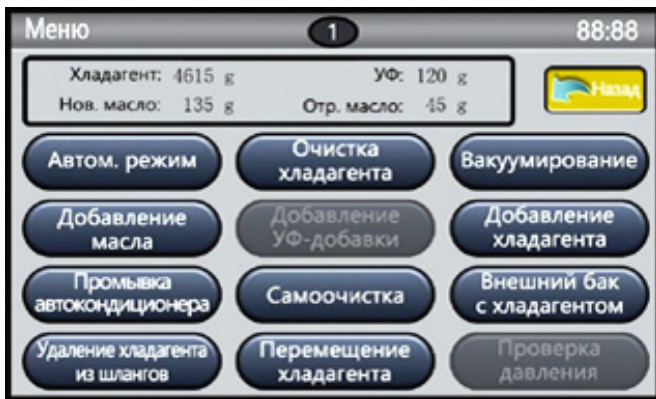 Меню 1 88:88
Хладагент: 4615 g УФ: 120 g
Нов. масло: 135 g Отр. масло: 45 g
Назад
Автом. режим
Очистка
хладагента
Вакуумирование
Добавление
масла
Добавление
УФ-добавки
Добавление
хладагента
Промывка
автокондиционера
Самоочистка
Внешний бак
с хладагентом
Удаление хладагента
из шлангов
Перемещение
хладагента
Проверка
давления